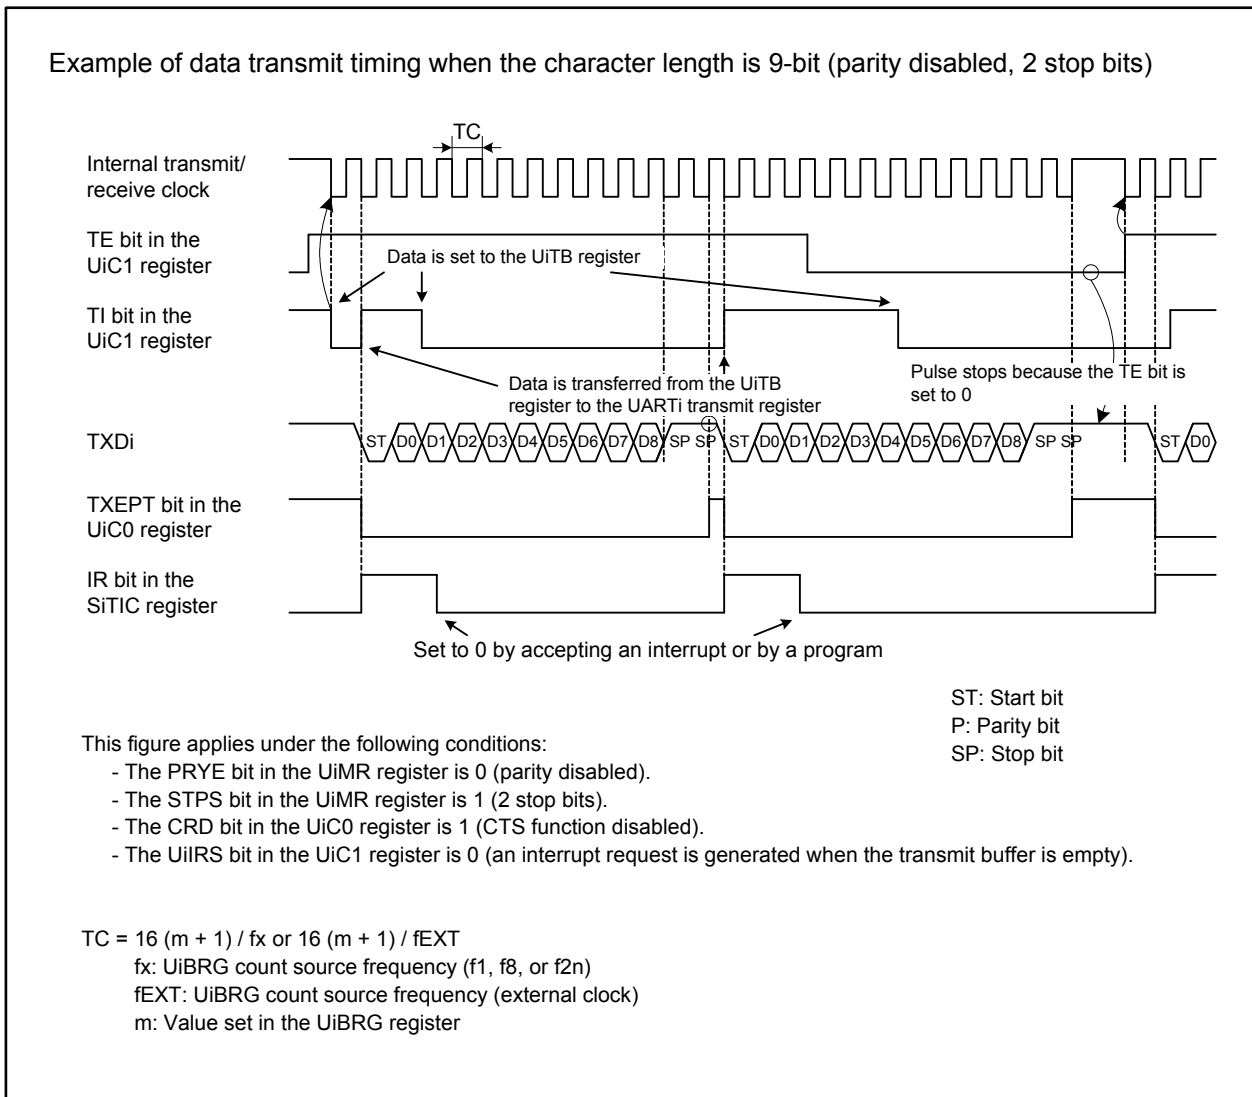 Example of data transmit timing when the character length is 9-bit (parity disabled, 2 stop bits)
TC
Internal transmit/
receive clock
TE bit in the
UiC1 register
Data is set to the UiTB register
TI bit in the
UiC1 register
Data is transferred from the UiTB
register to the UARTi transmit register
Pulse stops because the TE bit is
set to 0
TXDi
ST D0 D1 D2 D3 D4 D5 D6 D7 D8 SP SP ST D0 D1 D2 D3 D4 D5 D6 D7 D8 SP SP ST D0
TXEPT bit in the
UiC0 register
IR bit in the
SiTIC register
Set to 0 by accepting an interrupt or by a program
ST: Start bit
P: Parity bit
SP: Stop bit
This figure applies under the following conditions:
- The PRYE bit in the UiMR register is 0 (parity disabled).
- The STPS bit in the UiMR register is 1 (2 stop bits).
- The CRD bit in the UiC0 register is 1 (CTS function disabled).
- The UiIRS bit in the UiC1 register is 0 (an interrupt request is generated when the transmit buffer is empty).
TC = 16 (m + 1) / fx or 16 (m + 1) / fEXT
fx: UiBRG count source frequency (f1, f8, or f2n)
fEXT: UiBRG count source frequency (external clock)
m: Value set in the UiBRG register